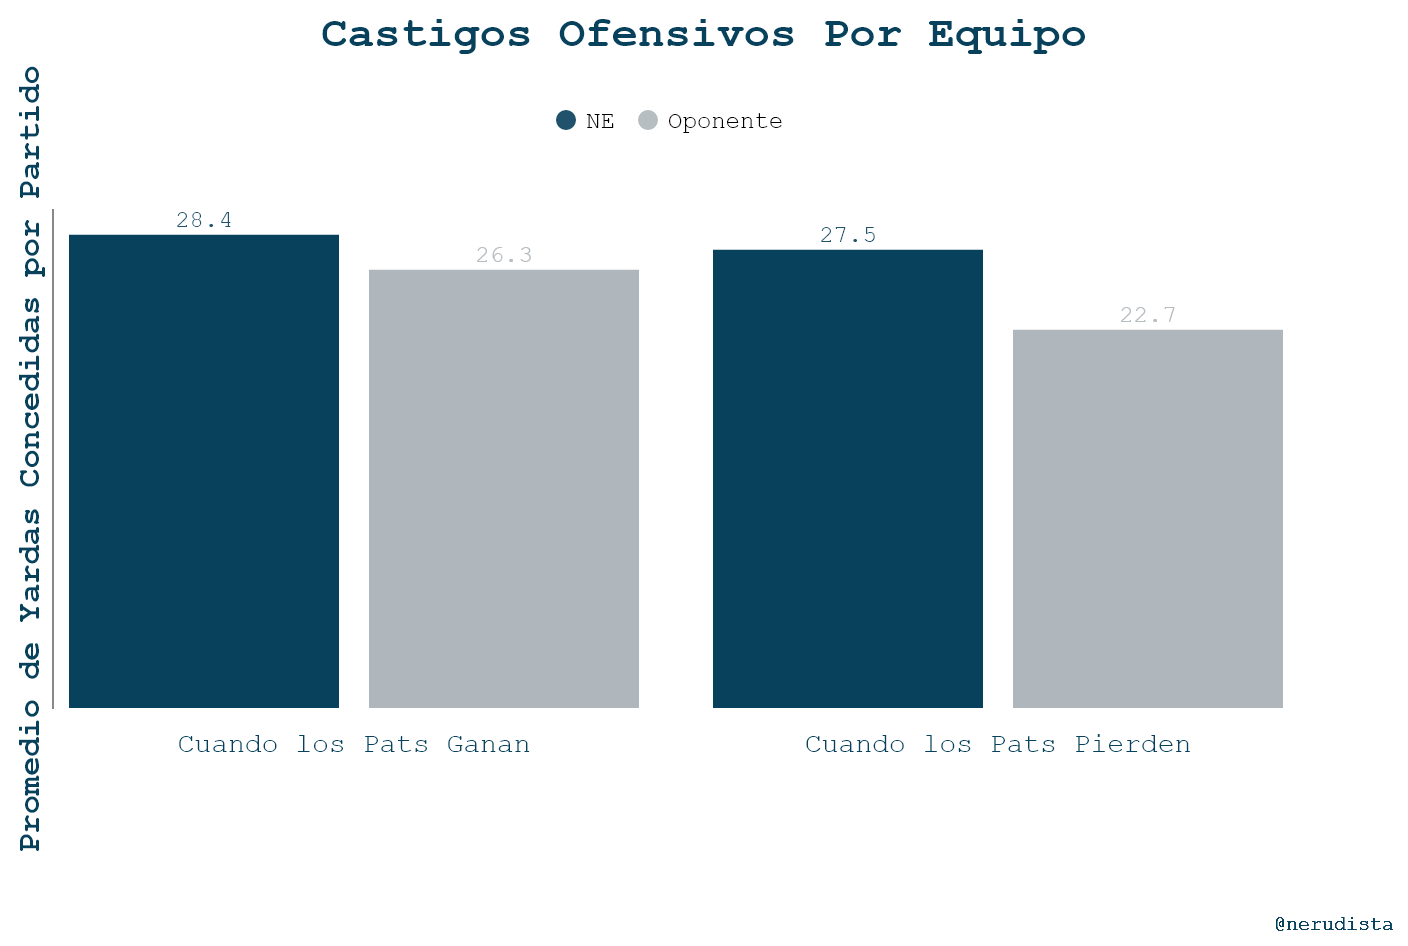 Castigos Ofensivos Por Equipo
NE
Oponente
Promedio de Yardas Concedidas por Partido
28.4
26.3
27.5
22.7
Cuando los Pats Ganan
Cuando los Pats Pierden
@nerudista